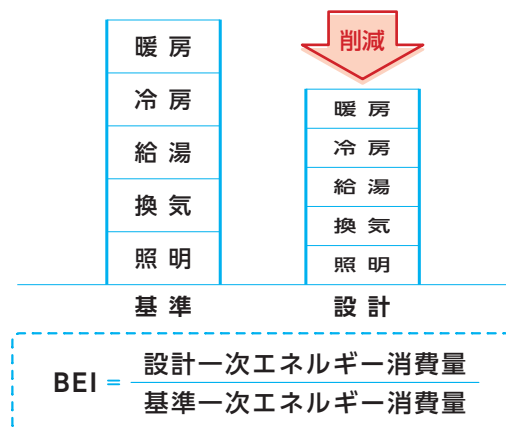 暖房
冷房
給湯
換気
照明
基準
削減
暖房
冷房
給湯
換気
照明
設計
BEI = 設計一次エネルギー消費量
基準一次エネルギー消費量